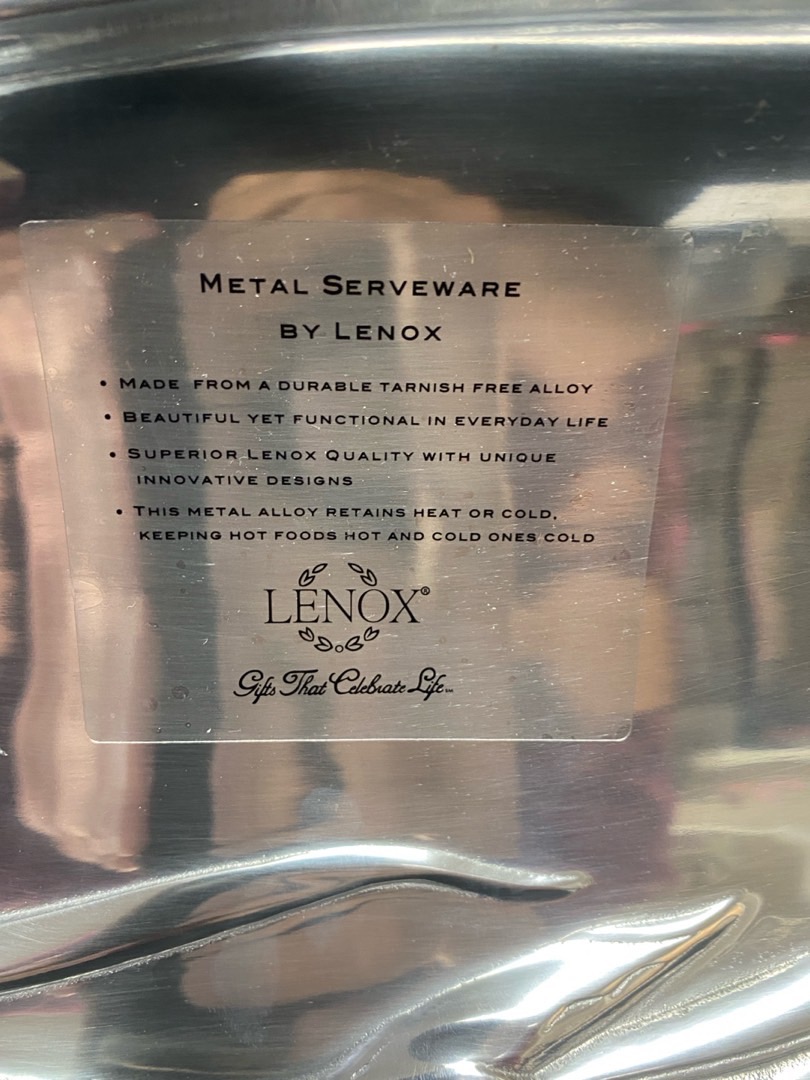 METAL SERVEWARE
BY LENOX
• MADE FROM A DURABLE TARNISH FREE ALLOY
• BEAUTIFUL YET FUNCTIONAL IN EVERYDAY LIFE
• SUPERIOR LENOX QUALITY WITH UNIQUE
INNOVATIVE DESIGNS
• THIS METAL ALLOY RETAINS HEAT OR COLD,
KEEPING HOT FOODS HOT AND COLD ONES COLD
LENOX®
Gifts That Celebrate Life™